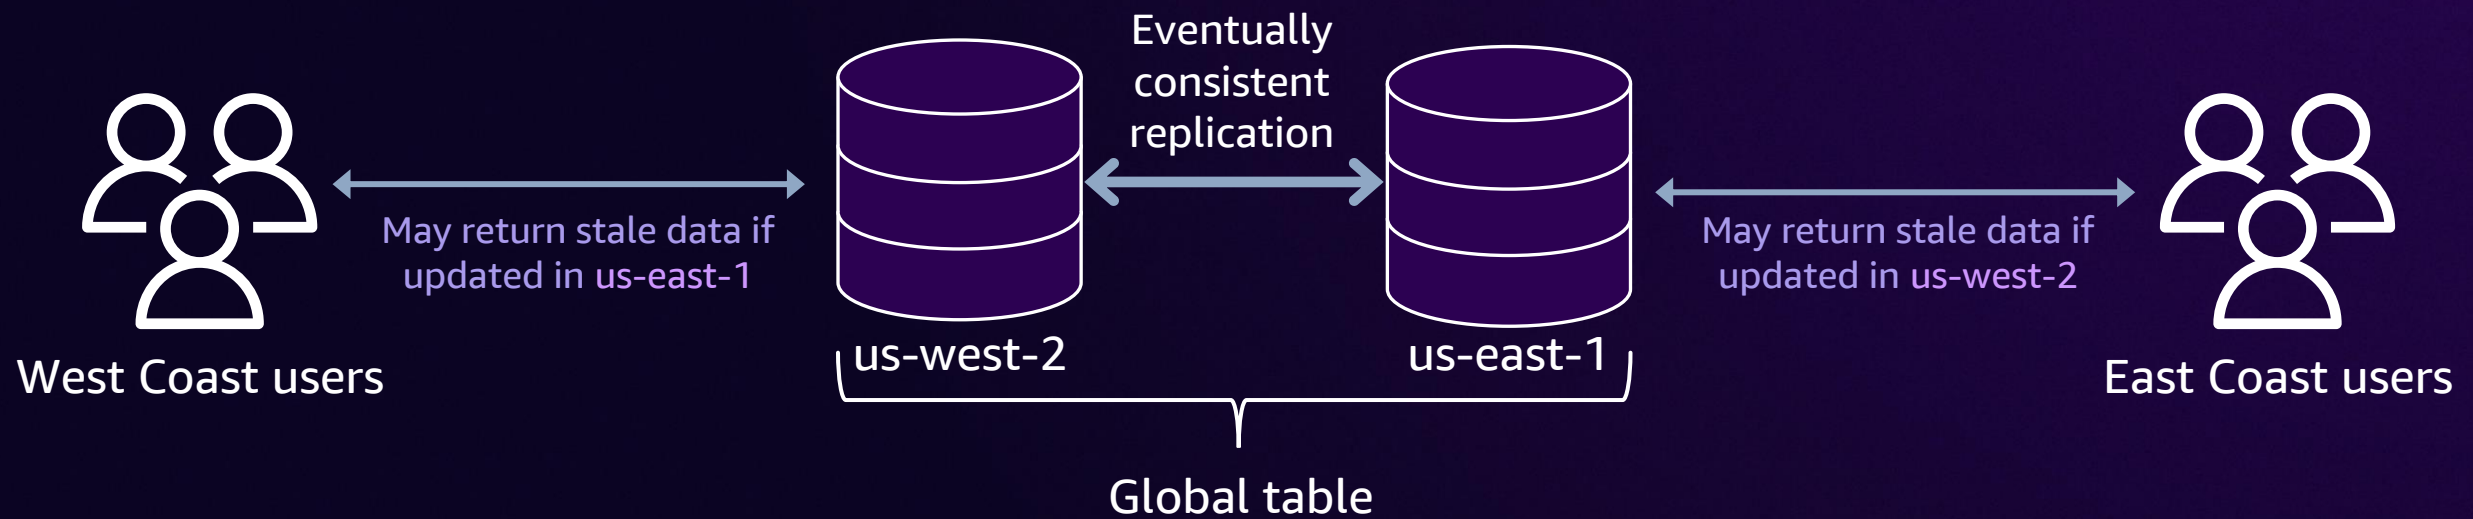 Eventually
consistent
replication
May return stale data if
updated in us-east-1
May return stale data if
updated in us-west-2
us-west-2
us-east-1
West Coast users
East Coast users
Global table